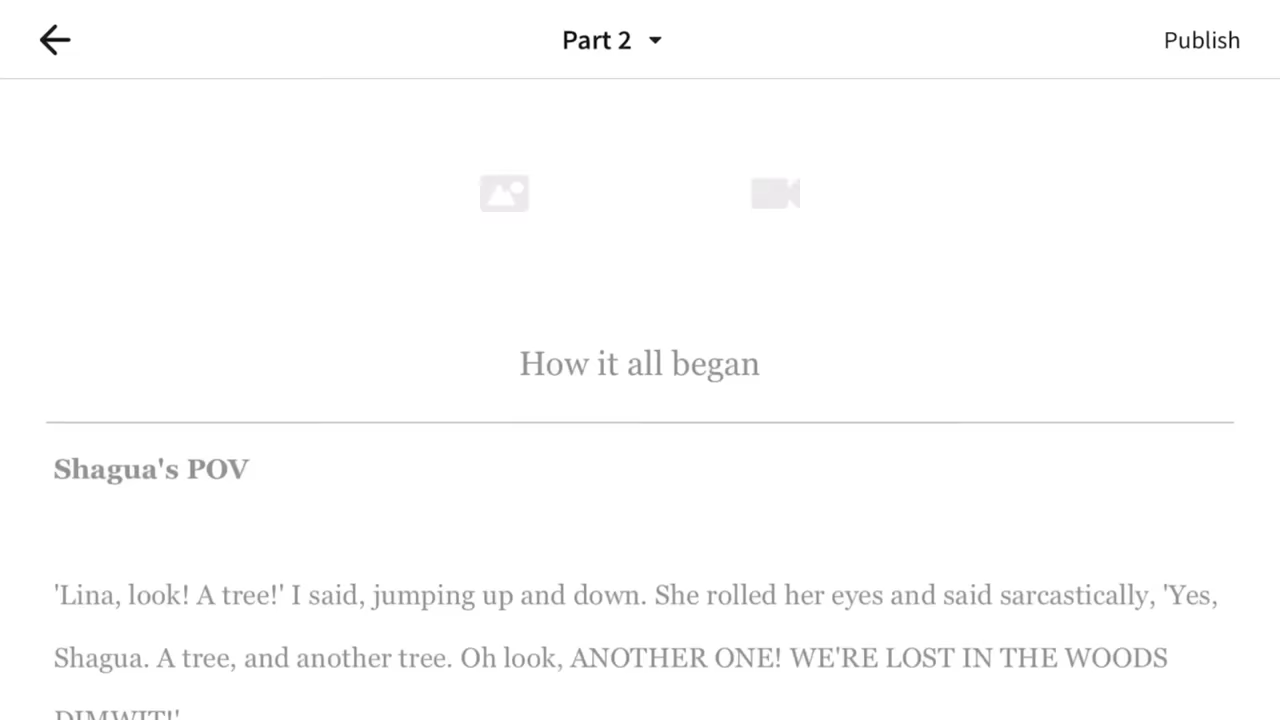 Part 2
Publish
How it all began
Shagua's POV
'Lina, look! A tree!' I said, jumping up and down. She rolled her eyes and said sarcastically, 'Yes,
Shagua. A tree, and another tree. Oh look, ANOTHER ONE! WE'RE LOST IN THE WOODS
DIMWIT!'